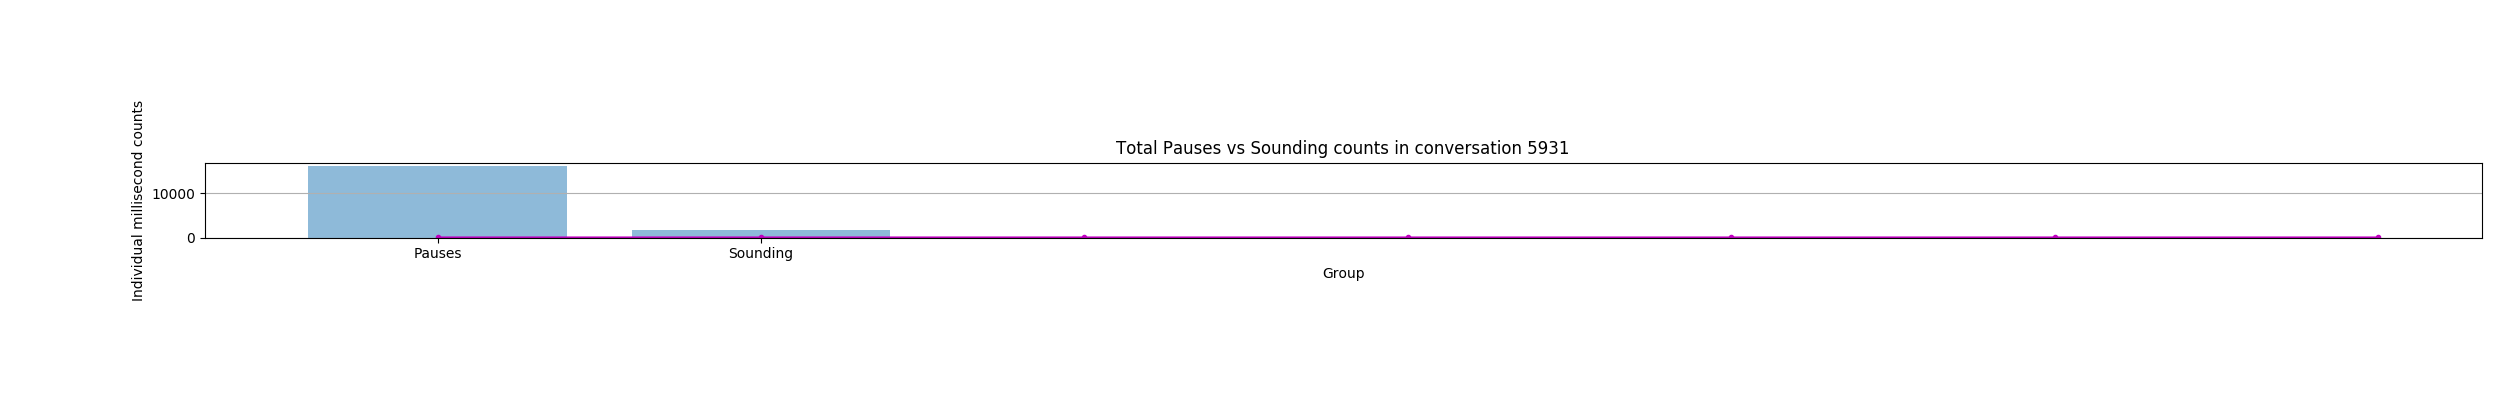 Total Pauses vs Sounding counts in conversation 5931
Individual millisecond counts
10000
0
Pauses
Sounding
Group